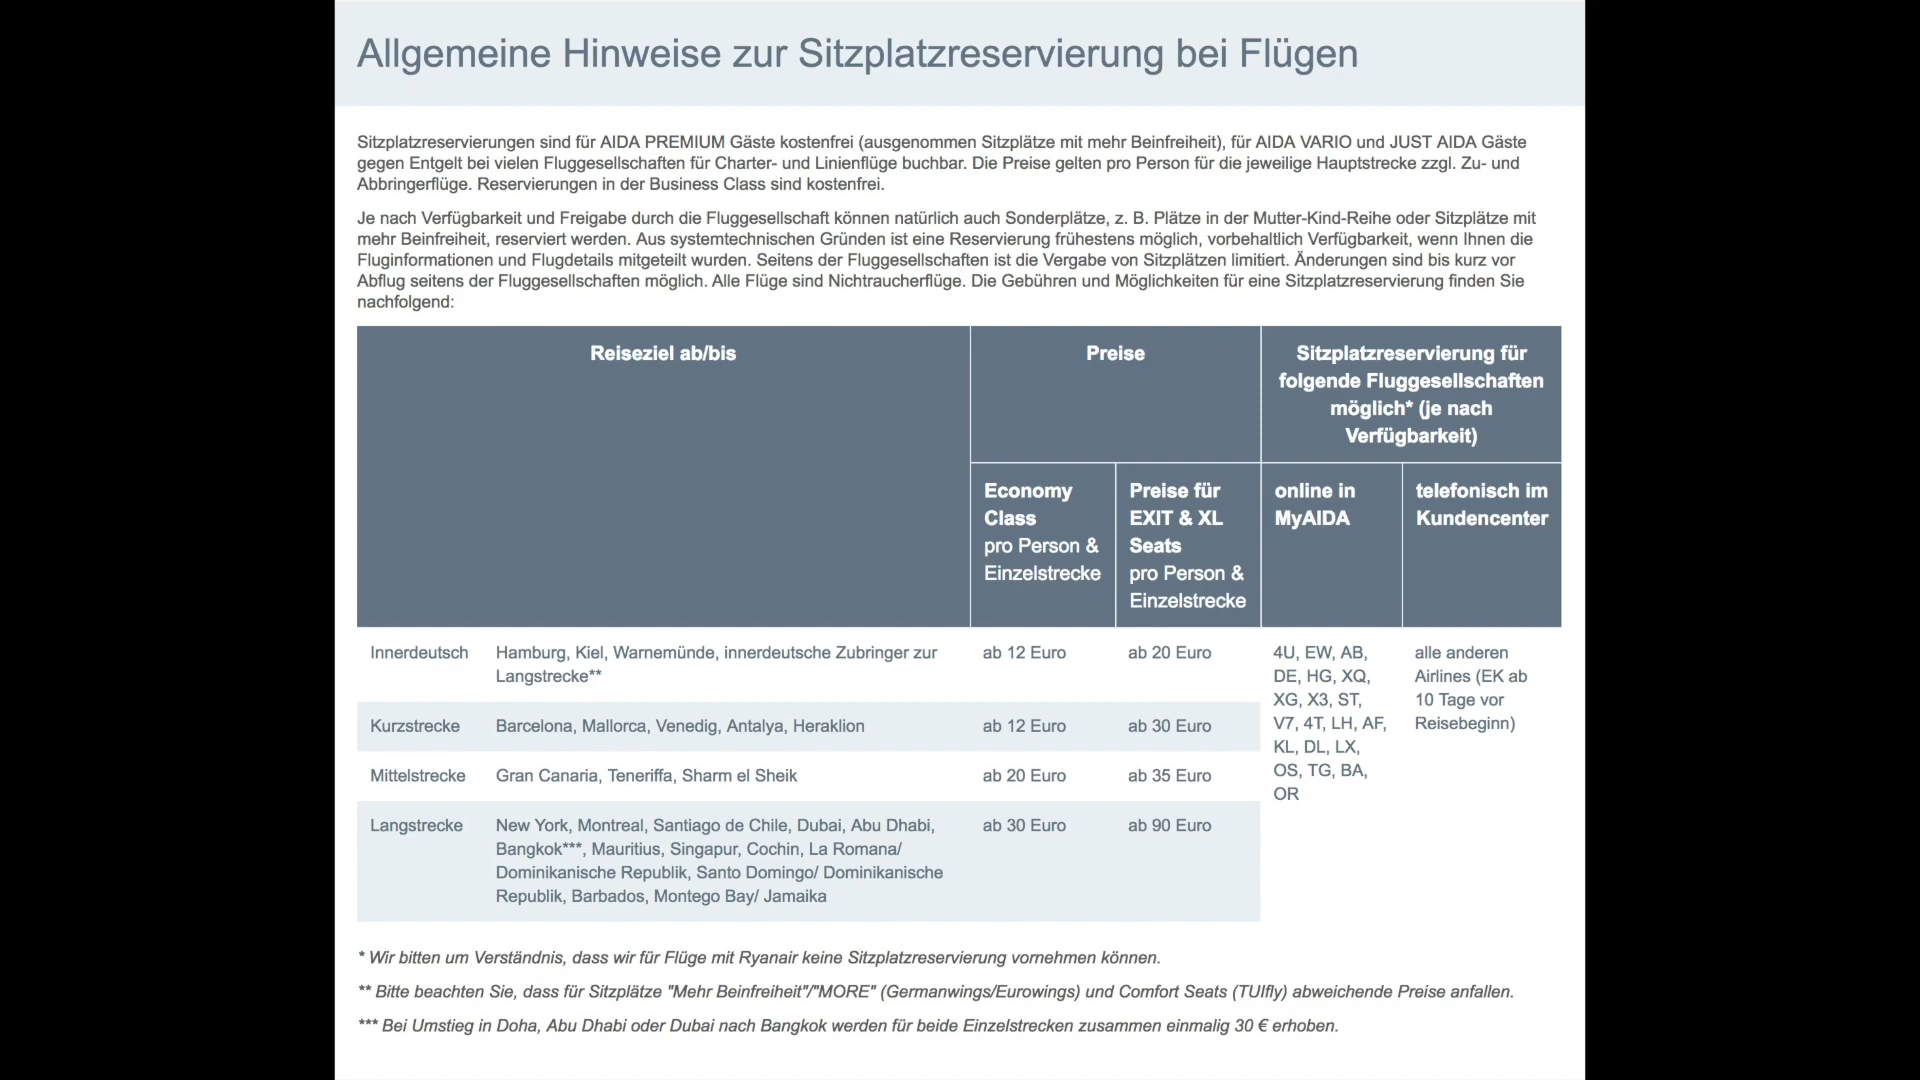 Allgemeine Hinweise zur Sitzplatzreservierung bei Flügen
Sitzplatzreservierungen sind für AIDA PREMIUM Gäste kostenfrei (ausgenommen Sitzplätze mit mehr Beinfreiheit), für AIDA VARIO und JUST AIDA Gäste
gegen Entgelt bei vielen Fluggesellschaften für Charter- und Linienflüge buchbar. Die Preise gelten pro Person für die jeweilige Hauptstrecke zzgl. Zu- und
Abbringerflüge. Reservierungen in der Business Class sind kostenfrei.
Je nach Verfügbarkeit und Freigabe durch die Fluggesellschaft können natürlich auch Sonderplätze, z. B. Plätze in der Mutter-Kind-Reihe oder Sitzplätze mit
mehr Beinfreiheit, reserviert werden. Aus systemtechnischen Gründen ist eine Reservierung frühestens möglich, vorbehaltlich Verfügbarkeit, wenn Ihnen die
Fluginformationen und Flugdetails mitgeteilt wurden. Seitens der Fluggesellschaften ist die Vergabe von Sitzplätzen limitiert. Änderungen sind bis kurz vor
Abflug seitens der Fluggesellschaften möglich. Alle Flüge sind Nichtraucherflüge. Die Gebühren und Möglichkeiten für eine Sitzplatzreservierung finden Sie
nachfolgend:
Reiseziel ab/bis
Preise
Sitzplatzreservierung für
folgende Fluggesellschaften
möglich* (je nach
Verfügbarkeit)
Economy
Class
pro Person &
Einzelstrecke
Preise für
EXIT & XL
Seats
pro Person &
Einzelstrecke
online in
MyAIDA
telefonisch im
Kundencenter
Innerdeutsch
Hamburg, Kiel, Warnemünde, innerdeutsche Zubringer zur
Langstrecke**
ab 12 Euro
ab 20 Euro
4U, EW, AB,
DE, HG, XQ,
XG, X3, ST,
V7, 4T, LH, AF,
KL, DL, LX,
OS, TG, BA,
OR
alle anderen
Airlines (EK ab
10 Tage vor
Reisebeginn)
Kurzstrecke
Barcelona, Mallorca, Venedig, Antalya, Heraklion
ab 12 Euro
ab 30 Euro
Mittelstrecke
Gran Canaria, Teneriffa, Sharm el Sheik
ab 20 Euro
ab 35 Euro
Langstrecke
New York, Montreal, Santiago de Chile, Dubai, Abu Dhabi,
Bangkok***, Mauritius, Singapur, Cochin, La Romana/
Dominikanische Republik, Santo Domingo/ Dominikanische
Republik, Barbados, Montego Bay/ Jamaika
ab 30 Euro
ab 90 Euro
* Wir bitten um Verständnis, dass wir für Flüge mit Ryanair keine Sitzplatzreservierung vornehmen können.
** Bitte beachten Sie, dass für Sitzplätze "Mehr Beinfreiheit"/"MORE" (Germanwings/Eurowings) und Comfort Seats (TUIfly) abweichende Preise anfallen.
*** Bei Umstieg in Doha, Abu Dhabi oder Dubai nach Bangkok werden für beide Einzelstrecken zusammen einmalig 30 € erhoben.